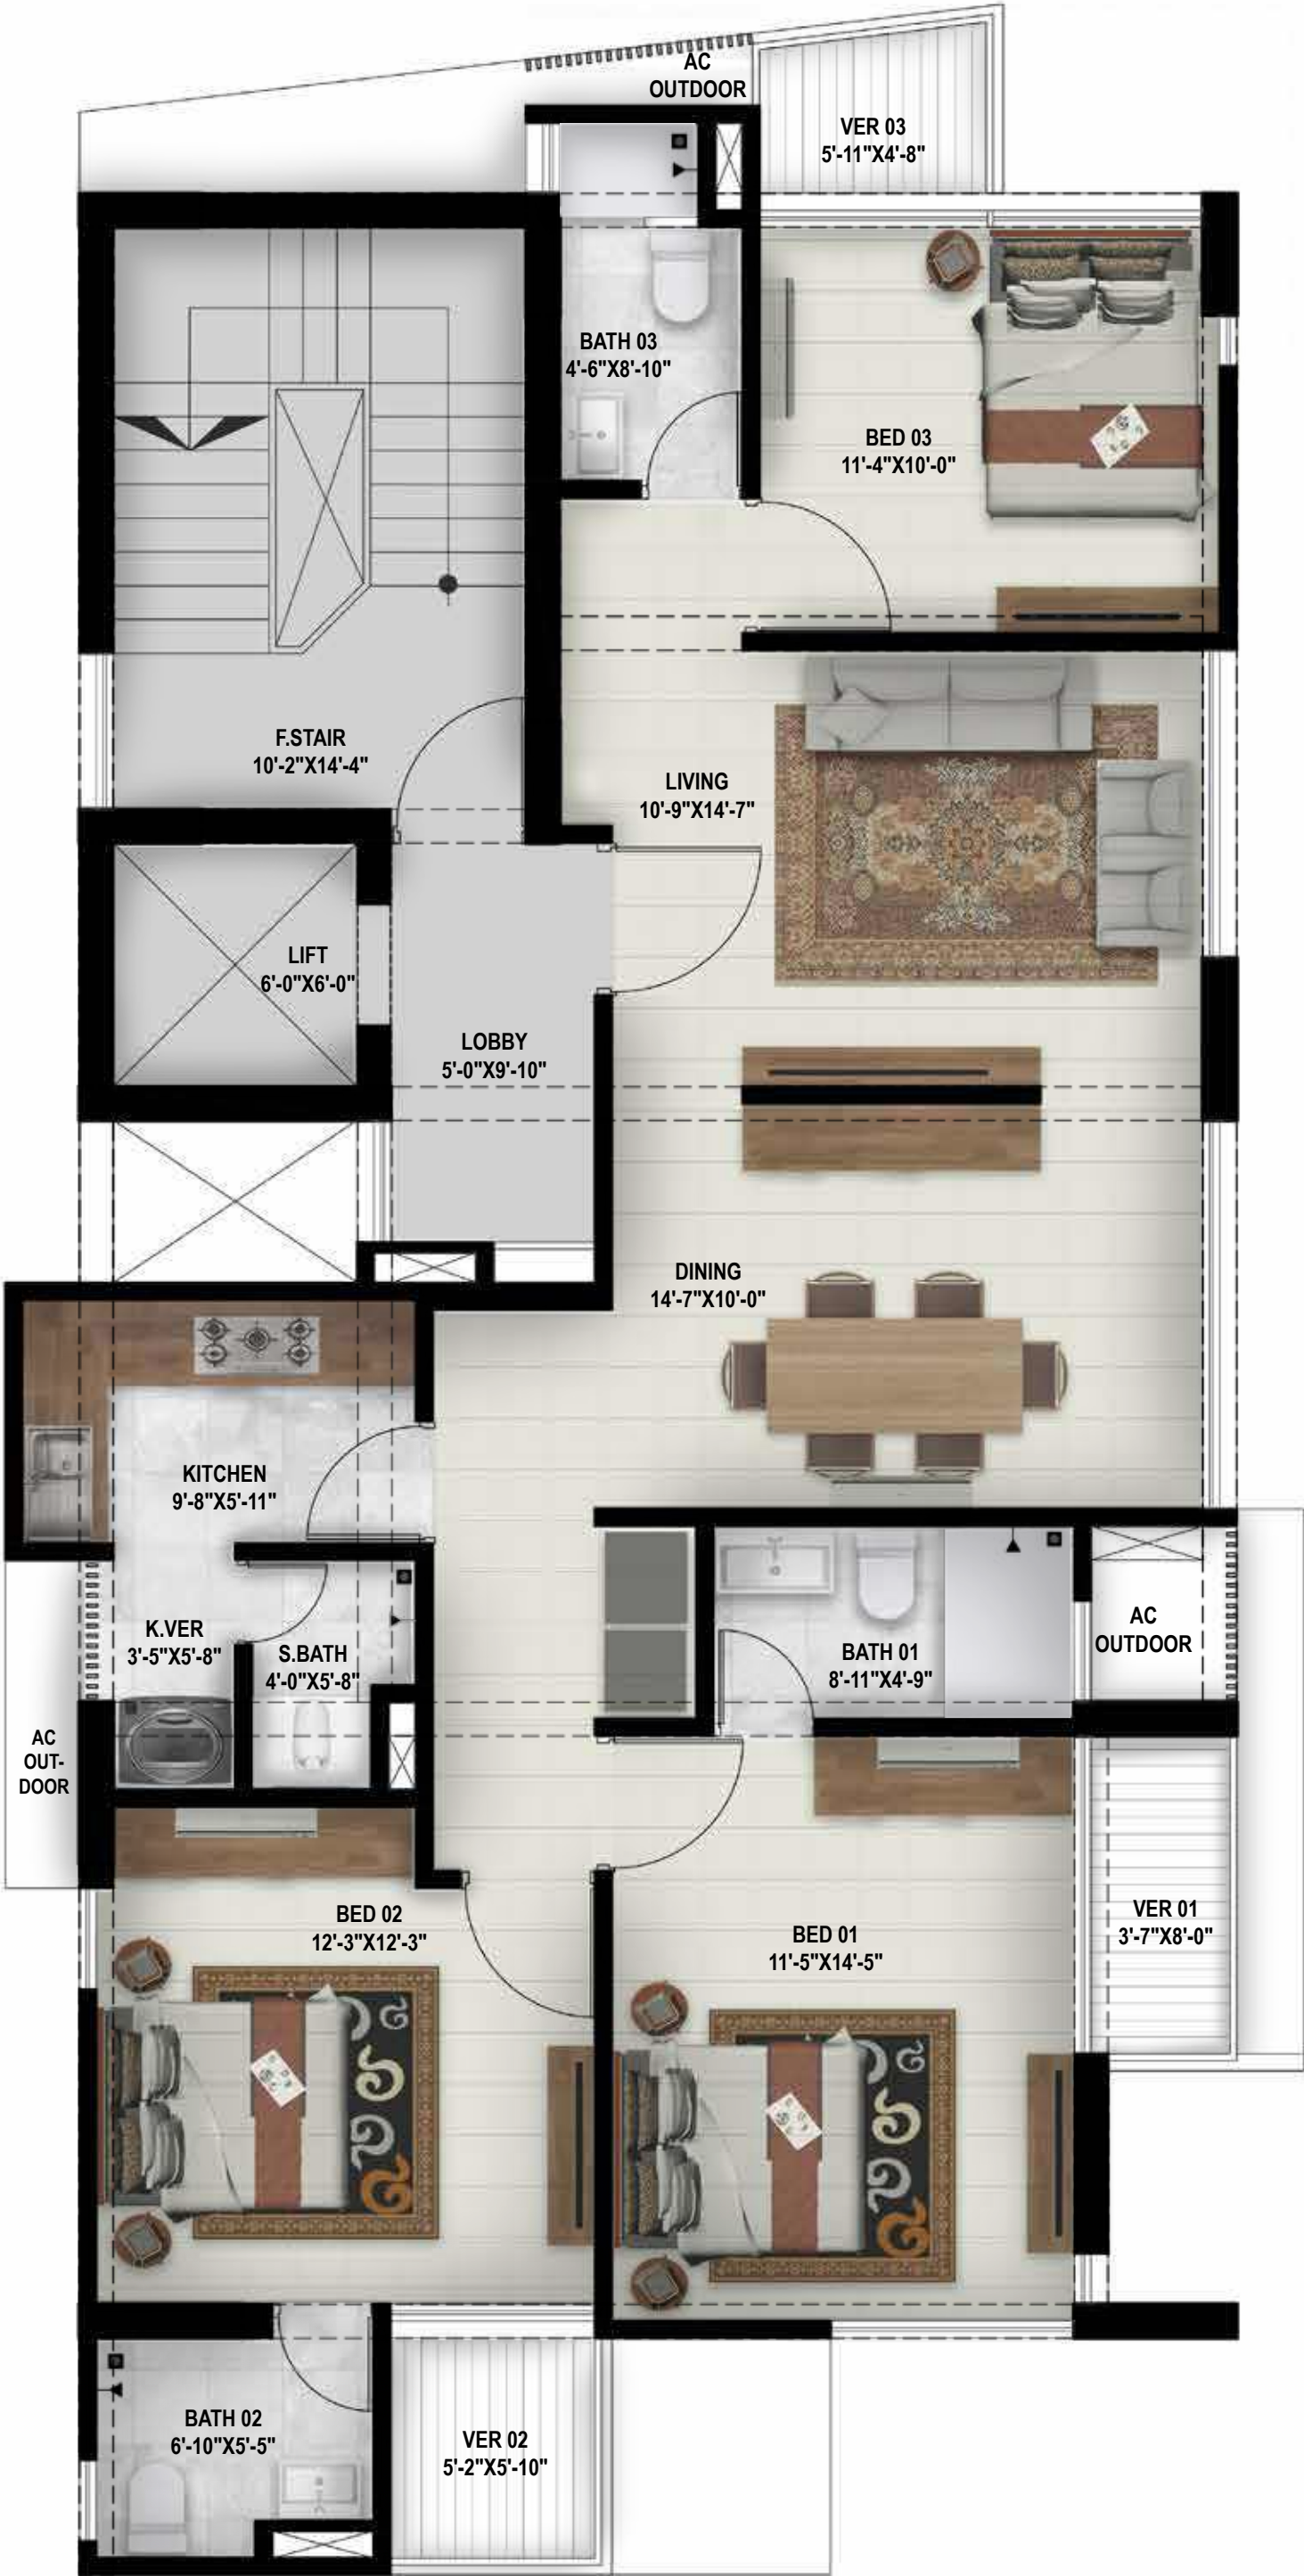 AC
OUTDOOR
VER 03
5'-11"X4'-8"
BATH 03
4'-6"X8'-10"
BED 03
11'-4"X10'-0"
F.STAIR
10'-2"X14'-4"
LIVING
10'-9"X14'-7"
LIFT
6'-0"X6'-0"
LOBBY
5'-0"X9'-10"
DINING
14'-7"X10'-0"
KITCHEN
9'-8"X5'-11"
K.VER
3'-5"X5'-8"
S.BATH
4'-0"X5'-8"
BATH 01
8'-11"X4'-9"
AC
OUTDOOR
AC
OUT-
DOOR
BED 02
12'-3"X12'-3"
BED 01
11'-5"X14'-5"
VER 01
3'-7"X8'-0"
BATH 02
6'-10"X5'-5"
VER 02
5'-2"X5'-10"